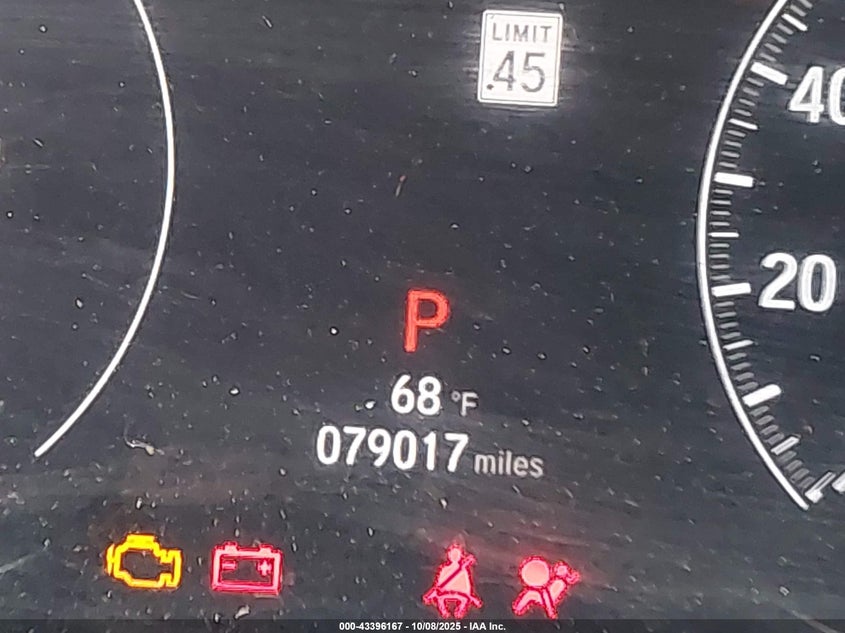 LIMIT
45
40
20
P
68 °F
079017 miles
000-43396167 - 10/08/2025 - IAA Inc.